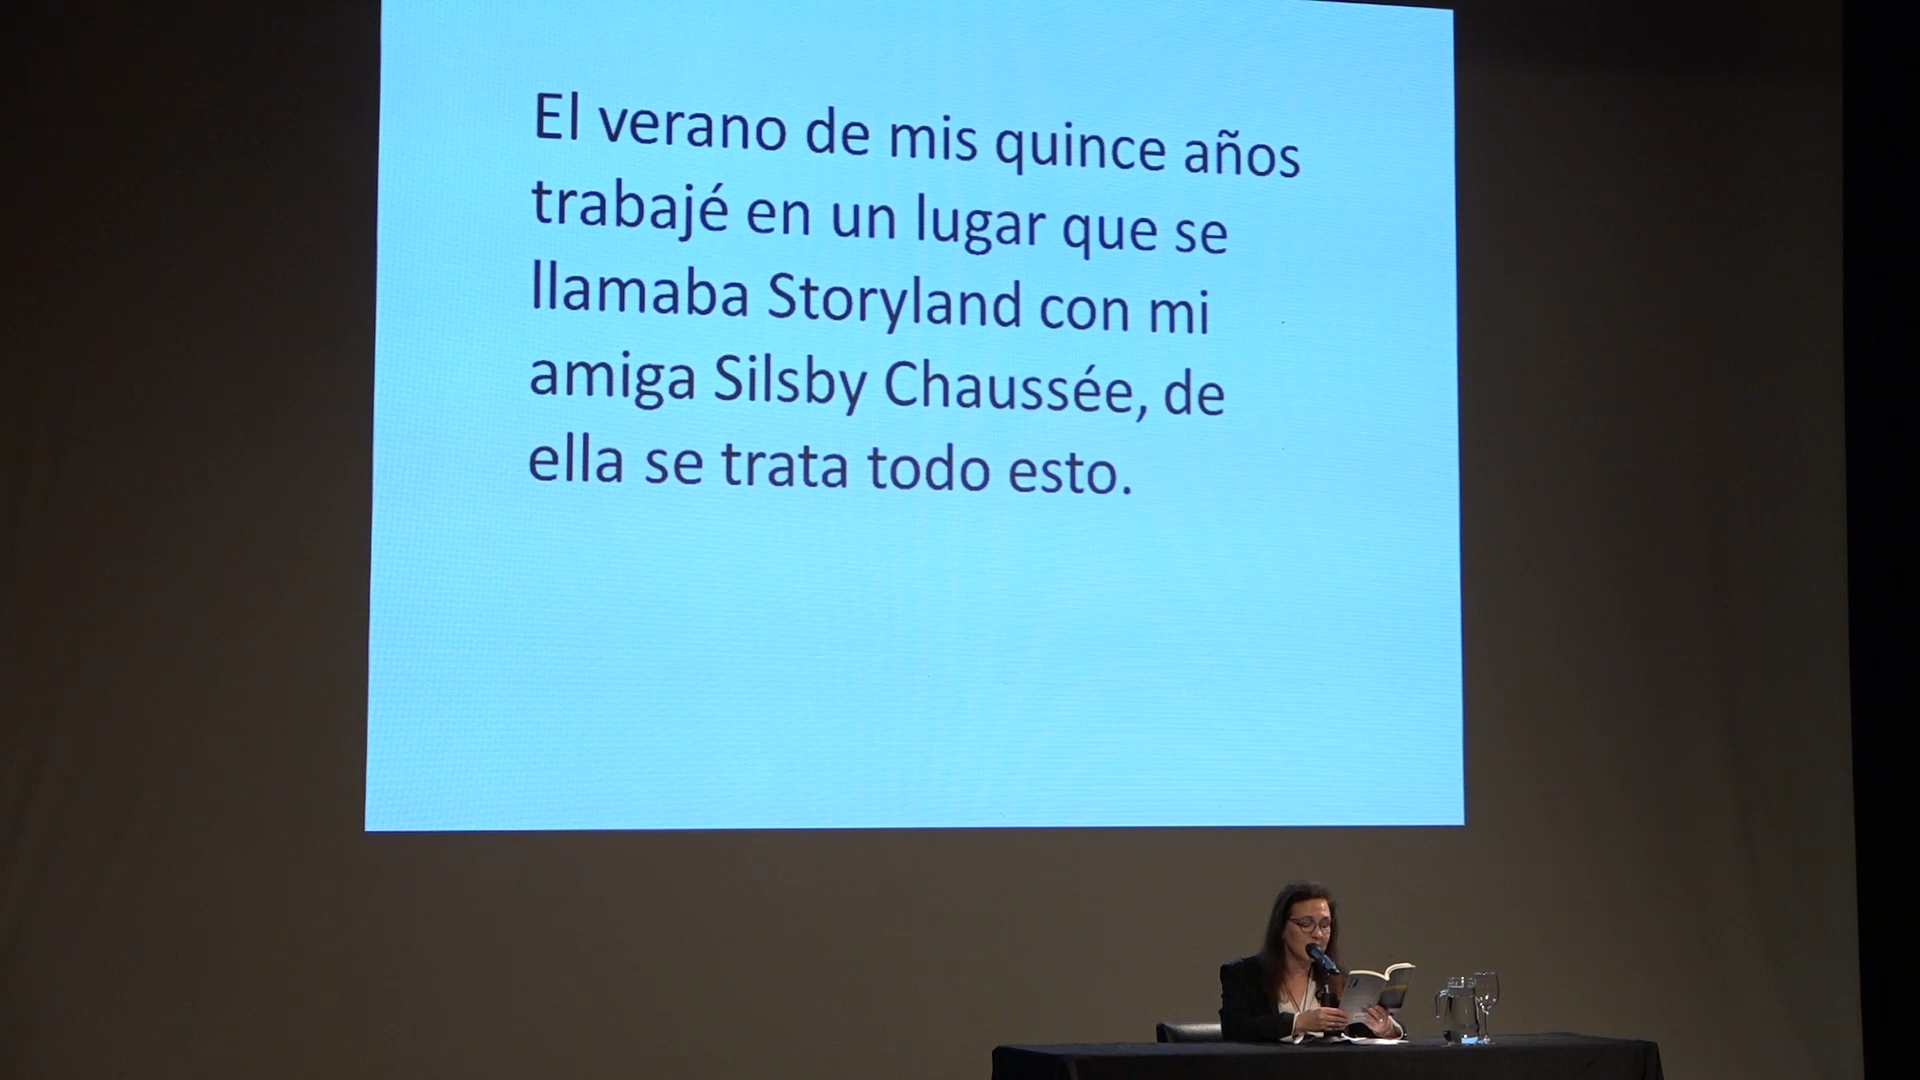 El verano de mis quince años
trabajé en un lugar que se
llamaba Storyland con mi
amiga Silsby Chaussée, de
ella se trata todo esto.